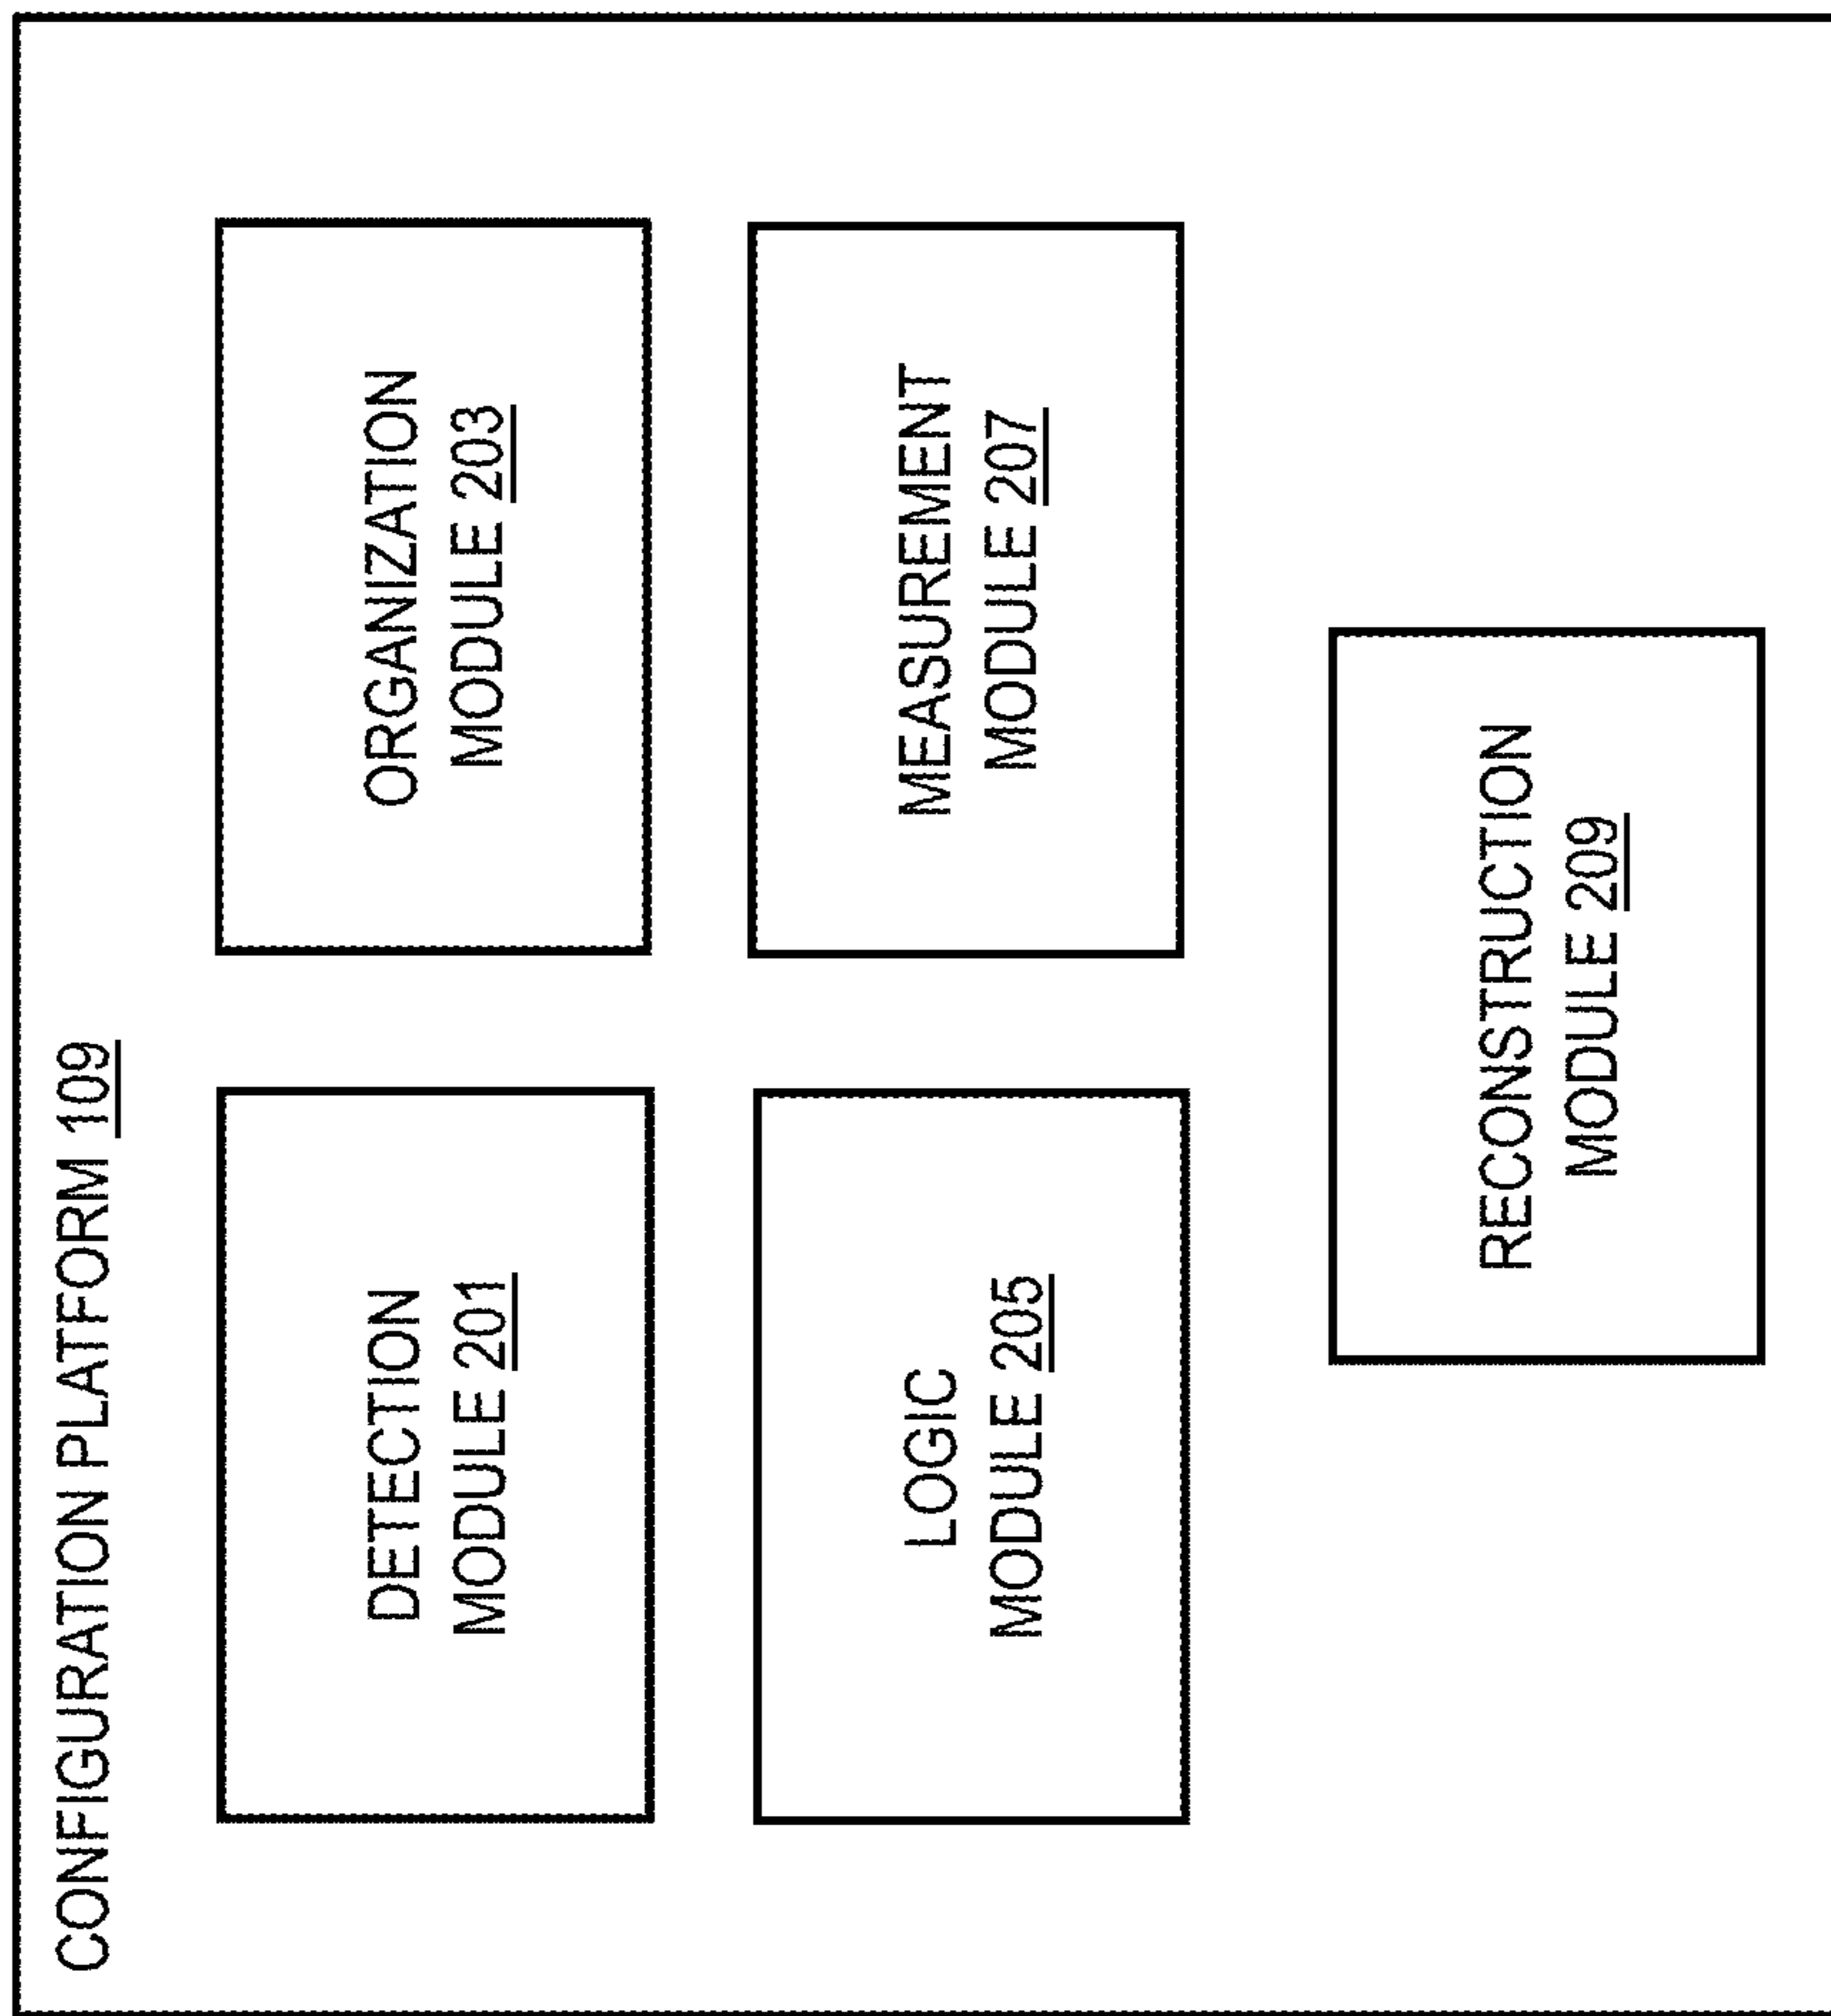 CONFIGURATION PLATFORM 109
DETECTION
MODULE 201
ORGANIZATION
MODULE 203
LOGIC
MODULE 205
MEASUREMENT
MODULE 207
RECONSTRUCTION
MODULE 209